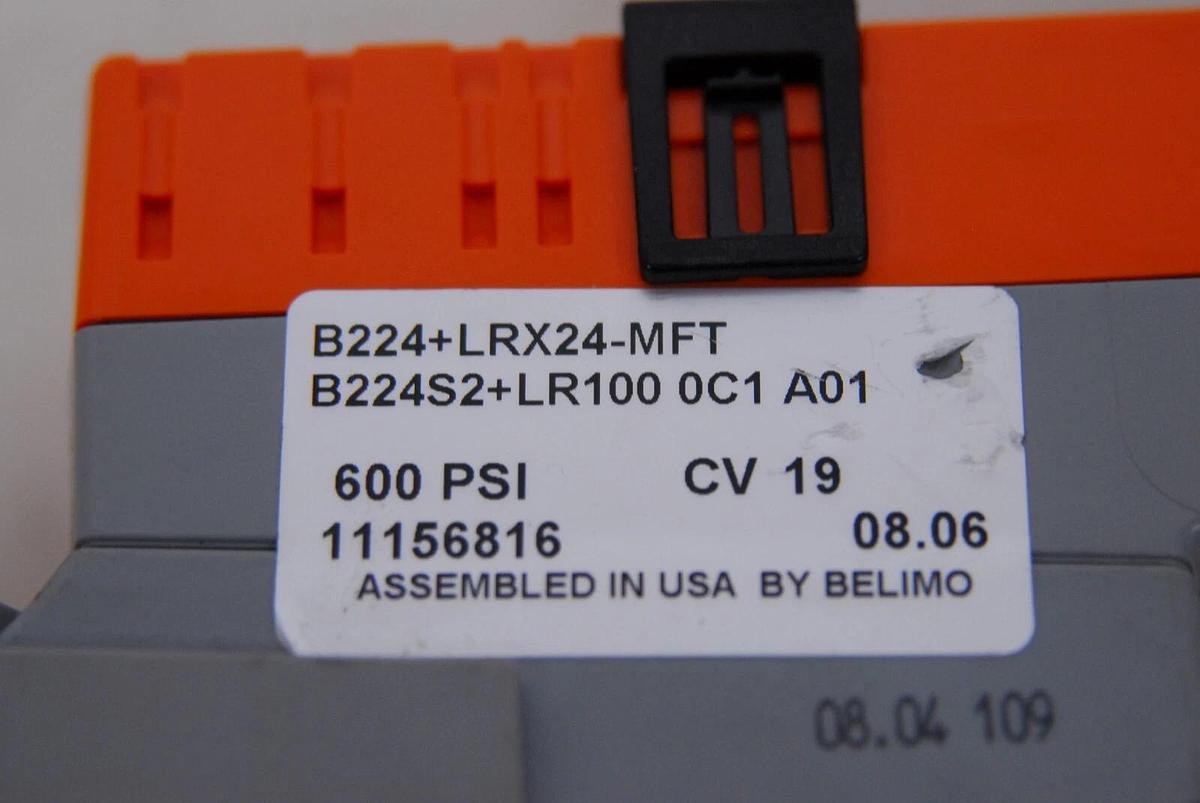 B224+LRX24-MFT
B224S2+LR100 0C1 A01
600 PSI CV 19
11156816 08.06
ASSEMBLED IN USA BY BELIMO
08.04 109